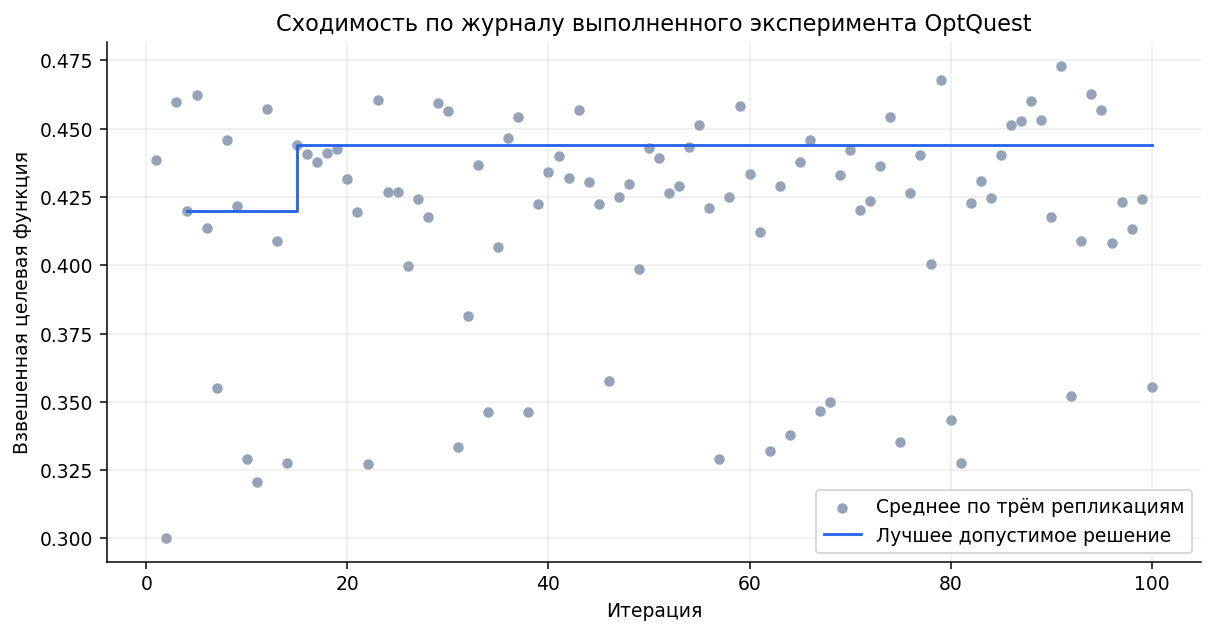 Сходимость по журналу выполненного эксперимента OptQuest
Взвешенная целевая функция
0.475
0.450
0.425
0.400
0.375
0.350
0.325
0.300
0 20 40 60 80 100
Итерация
Среднее по трём репликациям
Лучшее допустимое решение